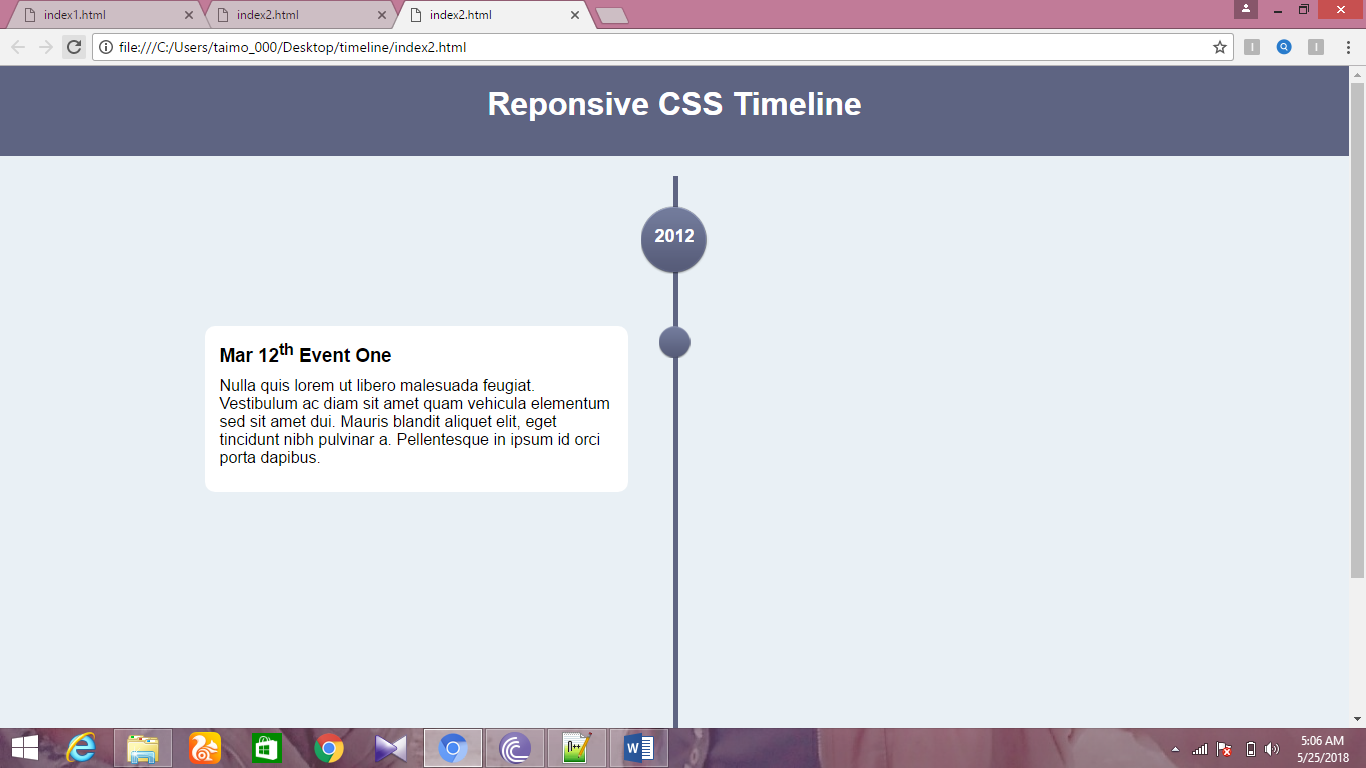 index1.html
index2.html
index2.html
file:///C:/Users/taimo_000/Desktop/timeline/index2.html
Reponsive CSS Timeline
2012
Mar 12th Event One
Nulla quis lorem ut libero malesuada feugiat.
Vestibulum ac diam sit amet quam vehicula elementum
sed sit amet dui. Mauris blandit aliquet elit, eget
tincidunt nibh pulvinar a. Pellentesque in ipsum id orci
porta dapibus.
5:06 AM
5/25/2018